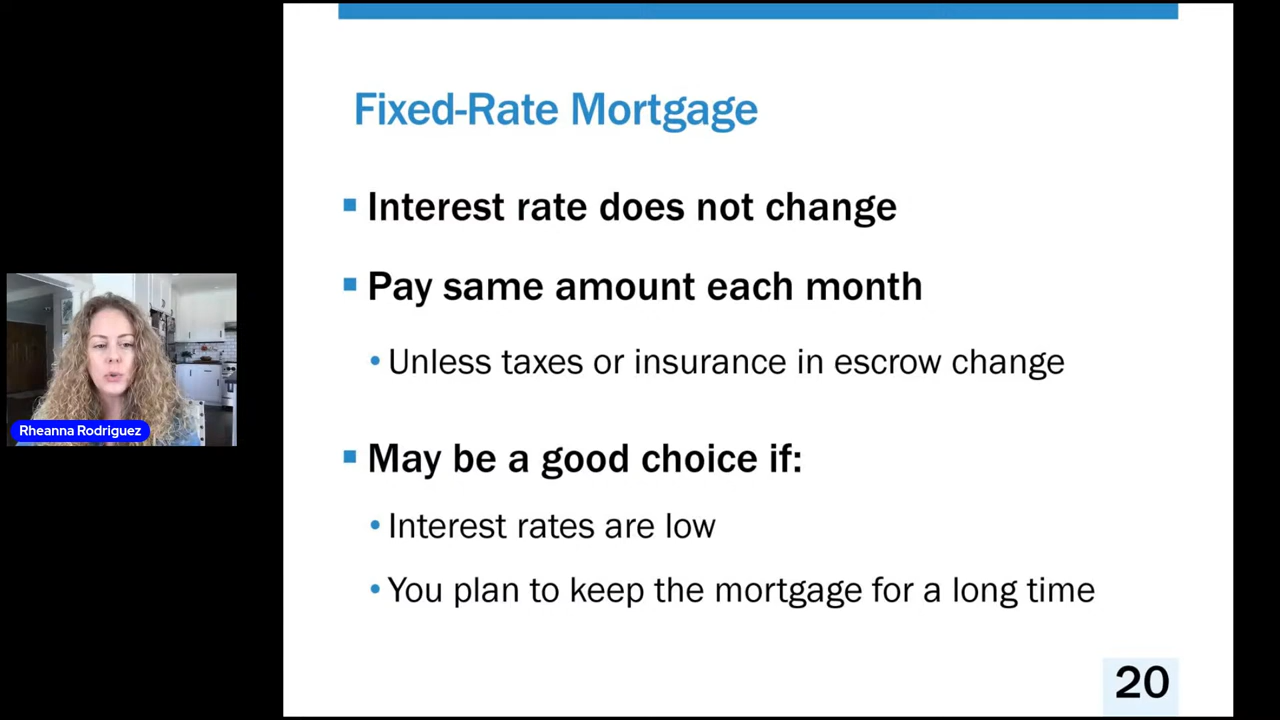 Fixed-Rate Mortgage
Interest rate does not change
Pay same amount each month
Unless taxes or insurance in escrow change
May be a good choice if:
Interest rates are low
You plan to keep the mortgage for a long time
20
Rheanna Rodriguez